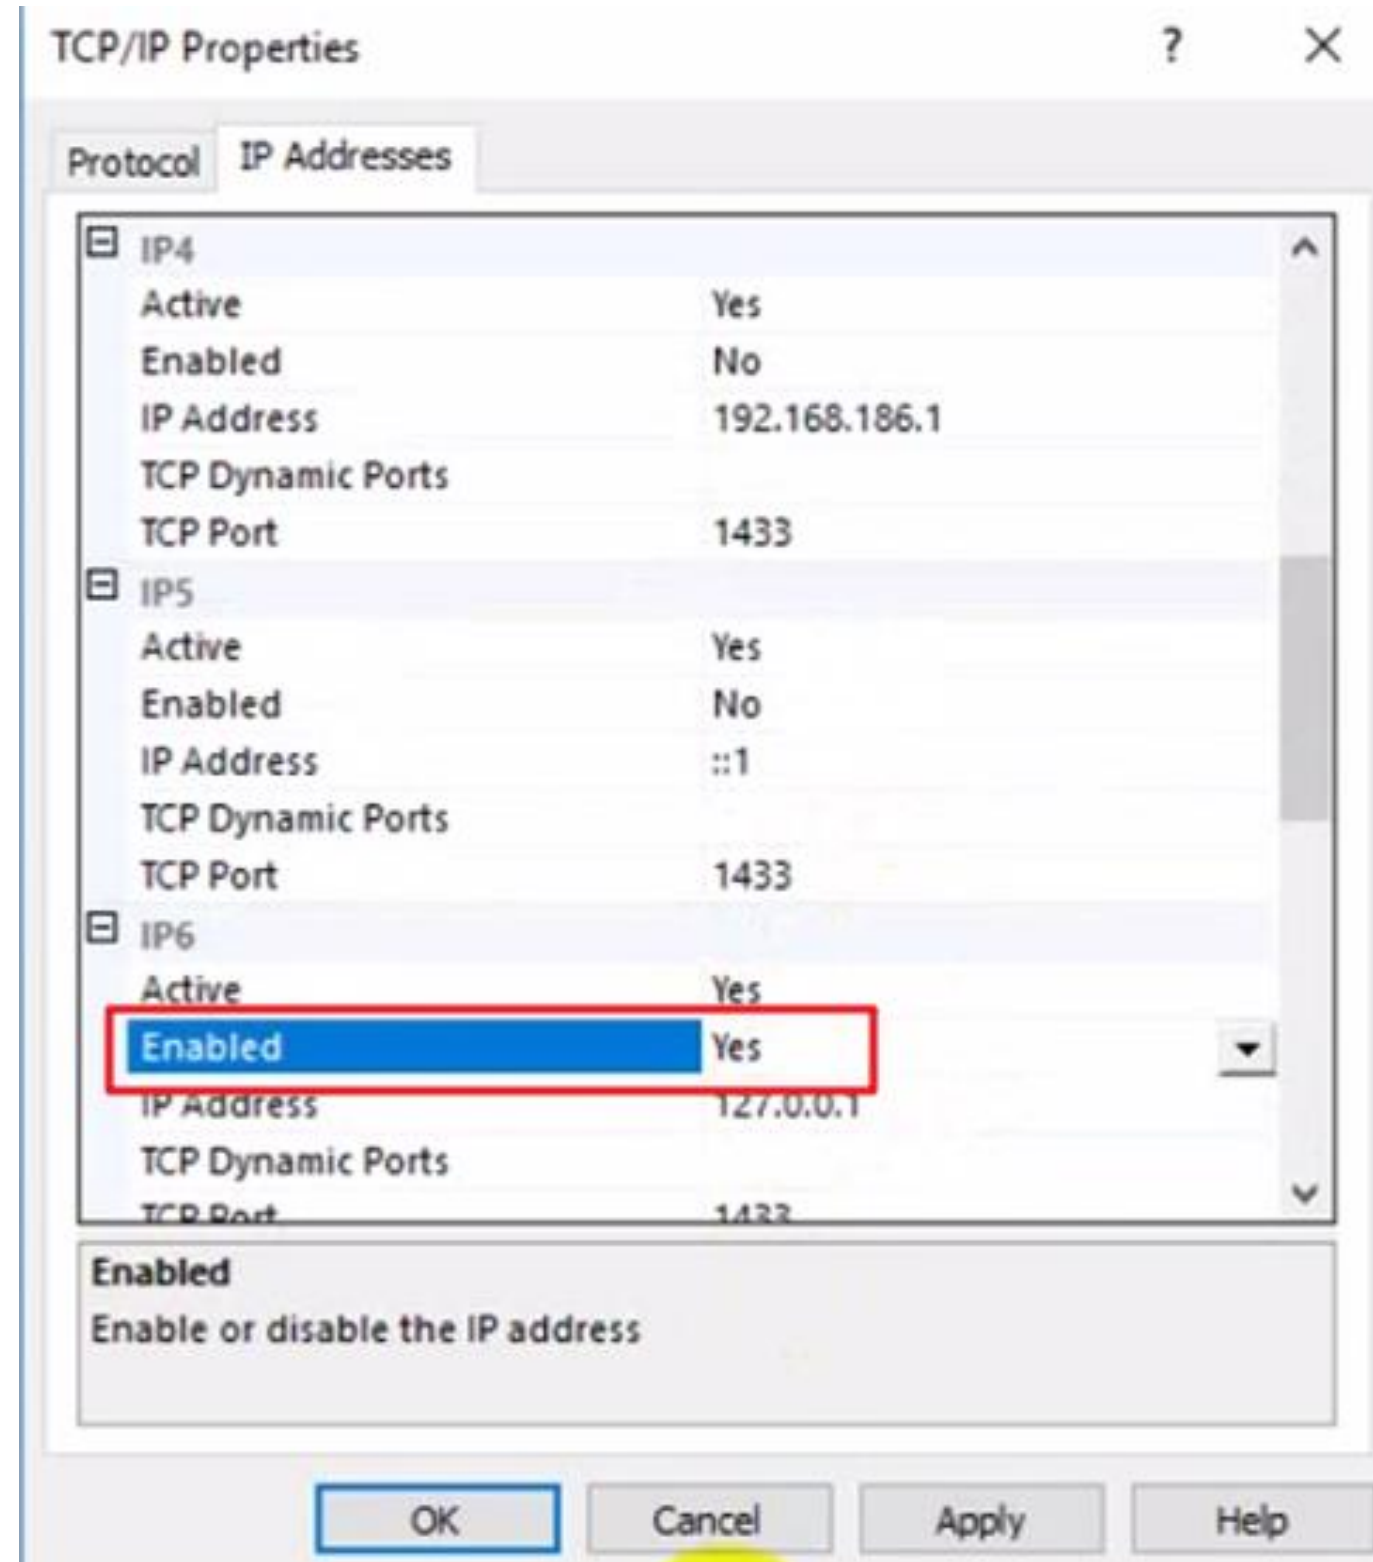 TCP/IP Properties ? ✕
Protocol IP Addresses
IP4
Active Yes
Enabled No
IP Address 192.168.186.1
TCP Dynamic Ports
TCP Port 1433
IP5
Active Yes
Enabled No
IP Address ::1
TCP Dynamic Ports
TCP Port 1433
IP6
Active Yes
Enabled Yes
IP Address 127.0.0.1
TCP Dynamic Ports
TCP Port 1433
Enabled
Enable or disable the IP address
OK Cancel Apply Help